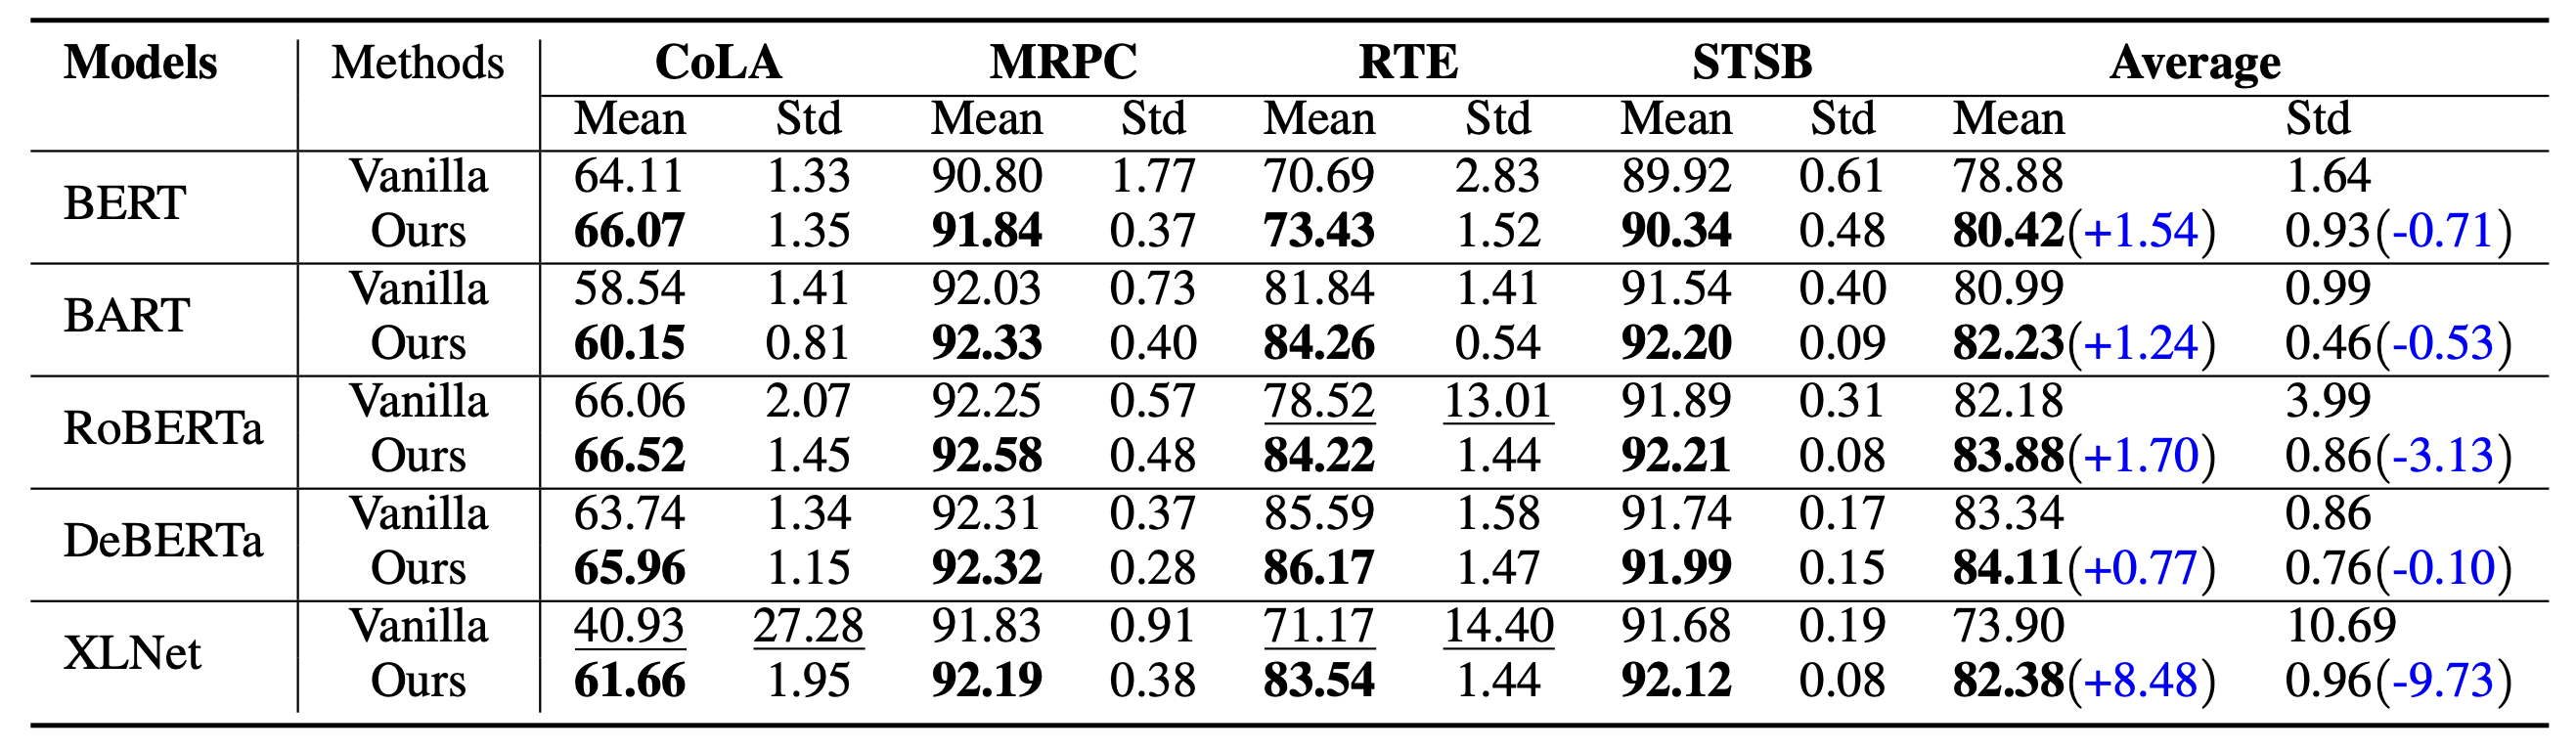 Models Methods CoLA MRPC RTE STSB Average
Mean Std Mean Std Mean Std Mean Std Mean Std
BERT
Vanilla 64.11 1.33 90.80 1.77 70.69 2.83 89.92 0.61 78.88 1.64
Ours 66.07 1.35 91.84 0.37 73.43 1.52 90.34 0.48 80.42(+1.54) 0.93(-0.71)
BART
Vanilla 58.54 1.41 92.03 0.73 81.84 1.41 91.54 0.40 80.99 0.99
Ours 60.15 0.81 92.33 0.40 84.26 0.54 92.20 0.09 82.23(+1.24) 0.46(-0.53)
RoBERTa
Vanilla 66.06 2.07 92.25 0.57 78.52 13.01 91.89 0.31 82.18 3.99
Ours 66.52 1.45 92.58 0.48 84.22 1.44 92.21 0.08 83.88(+1.70) 0.86(-3.13)
DeBERTa
Vanilla 63.74 1.34 92.31 0.37 85.59 1.58 91.74 0.17 83.34 0.86
Ours 65.96 1.15 92.32 0.28 86.17 1.47 91.99 0.15 84.11(+0.77) 0.76(-0.10)
XLNet
Vanilla 40.93 27.28 91.83 0.91 71.17 14.40 91.68 0.19 73.90 10.69
Ours 61.66 1.95 92.19 0.38 83.54 1.44 92.12 0.08 82.38(+8.48) 0.96(-9.73)